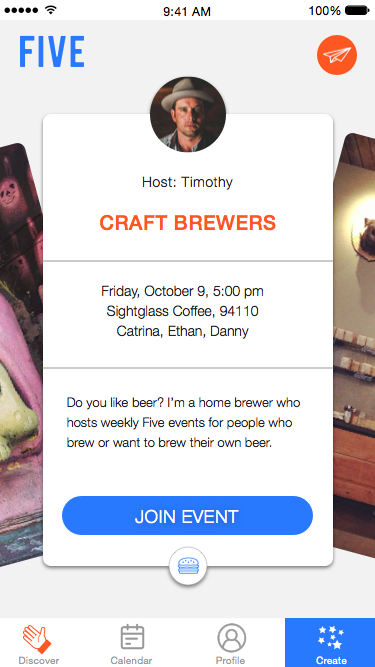 9:41 AM
100%
FIVE
Host: Timothy
CRAFT BREWERS
Friday, October 9, 5:00 pm
Sightglass Coffee, 94110
Catrina, Ethan, Danny
Do you like beer? I'm a home brewer who
hosts weekly Five events for people who
brew or want to brew their own beer.
JOIN EVENT
Discover
Calendar
Profile
Create